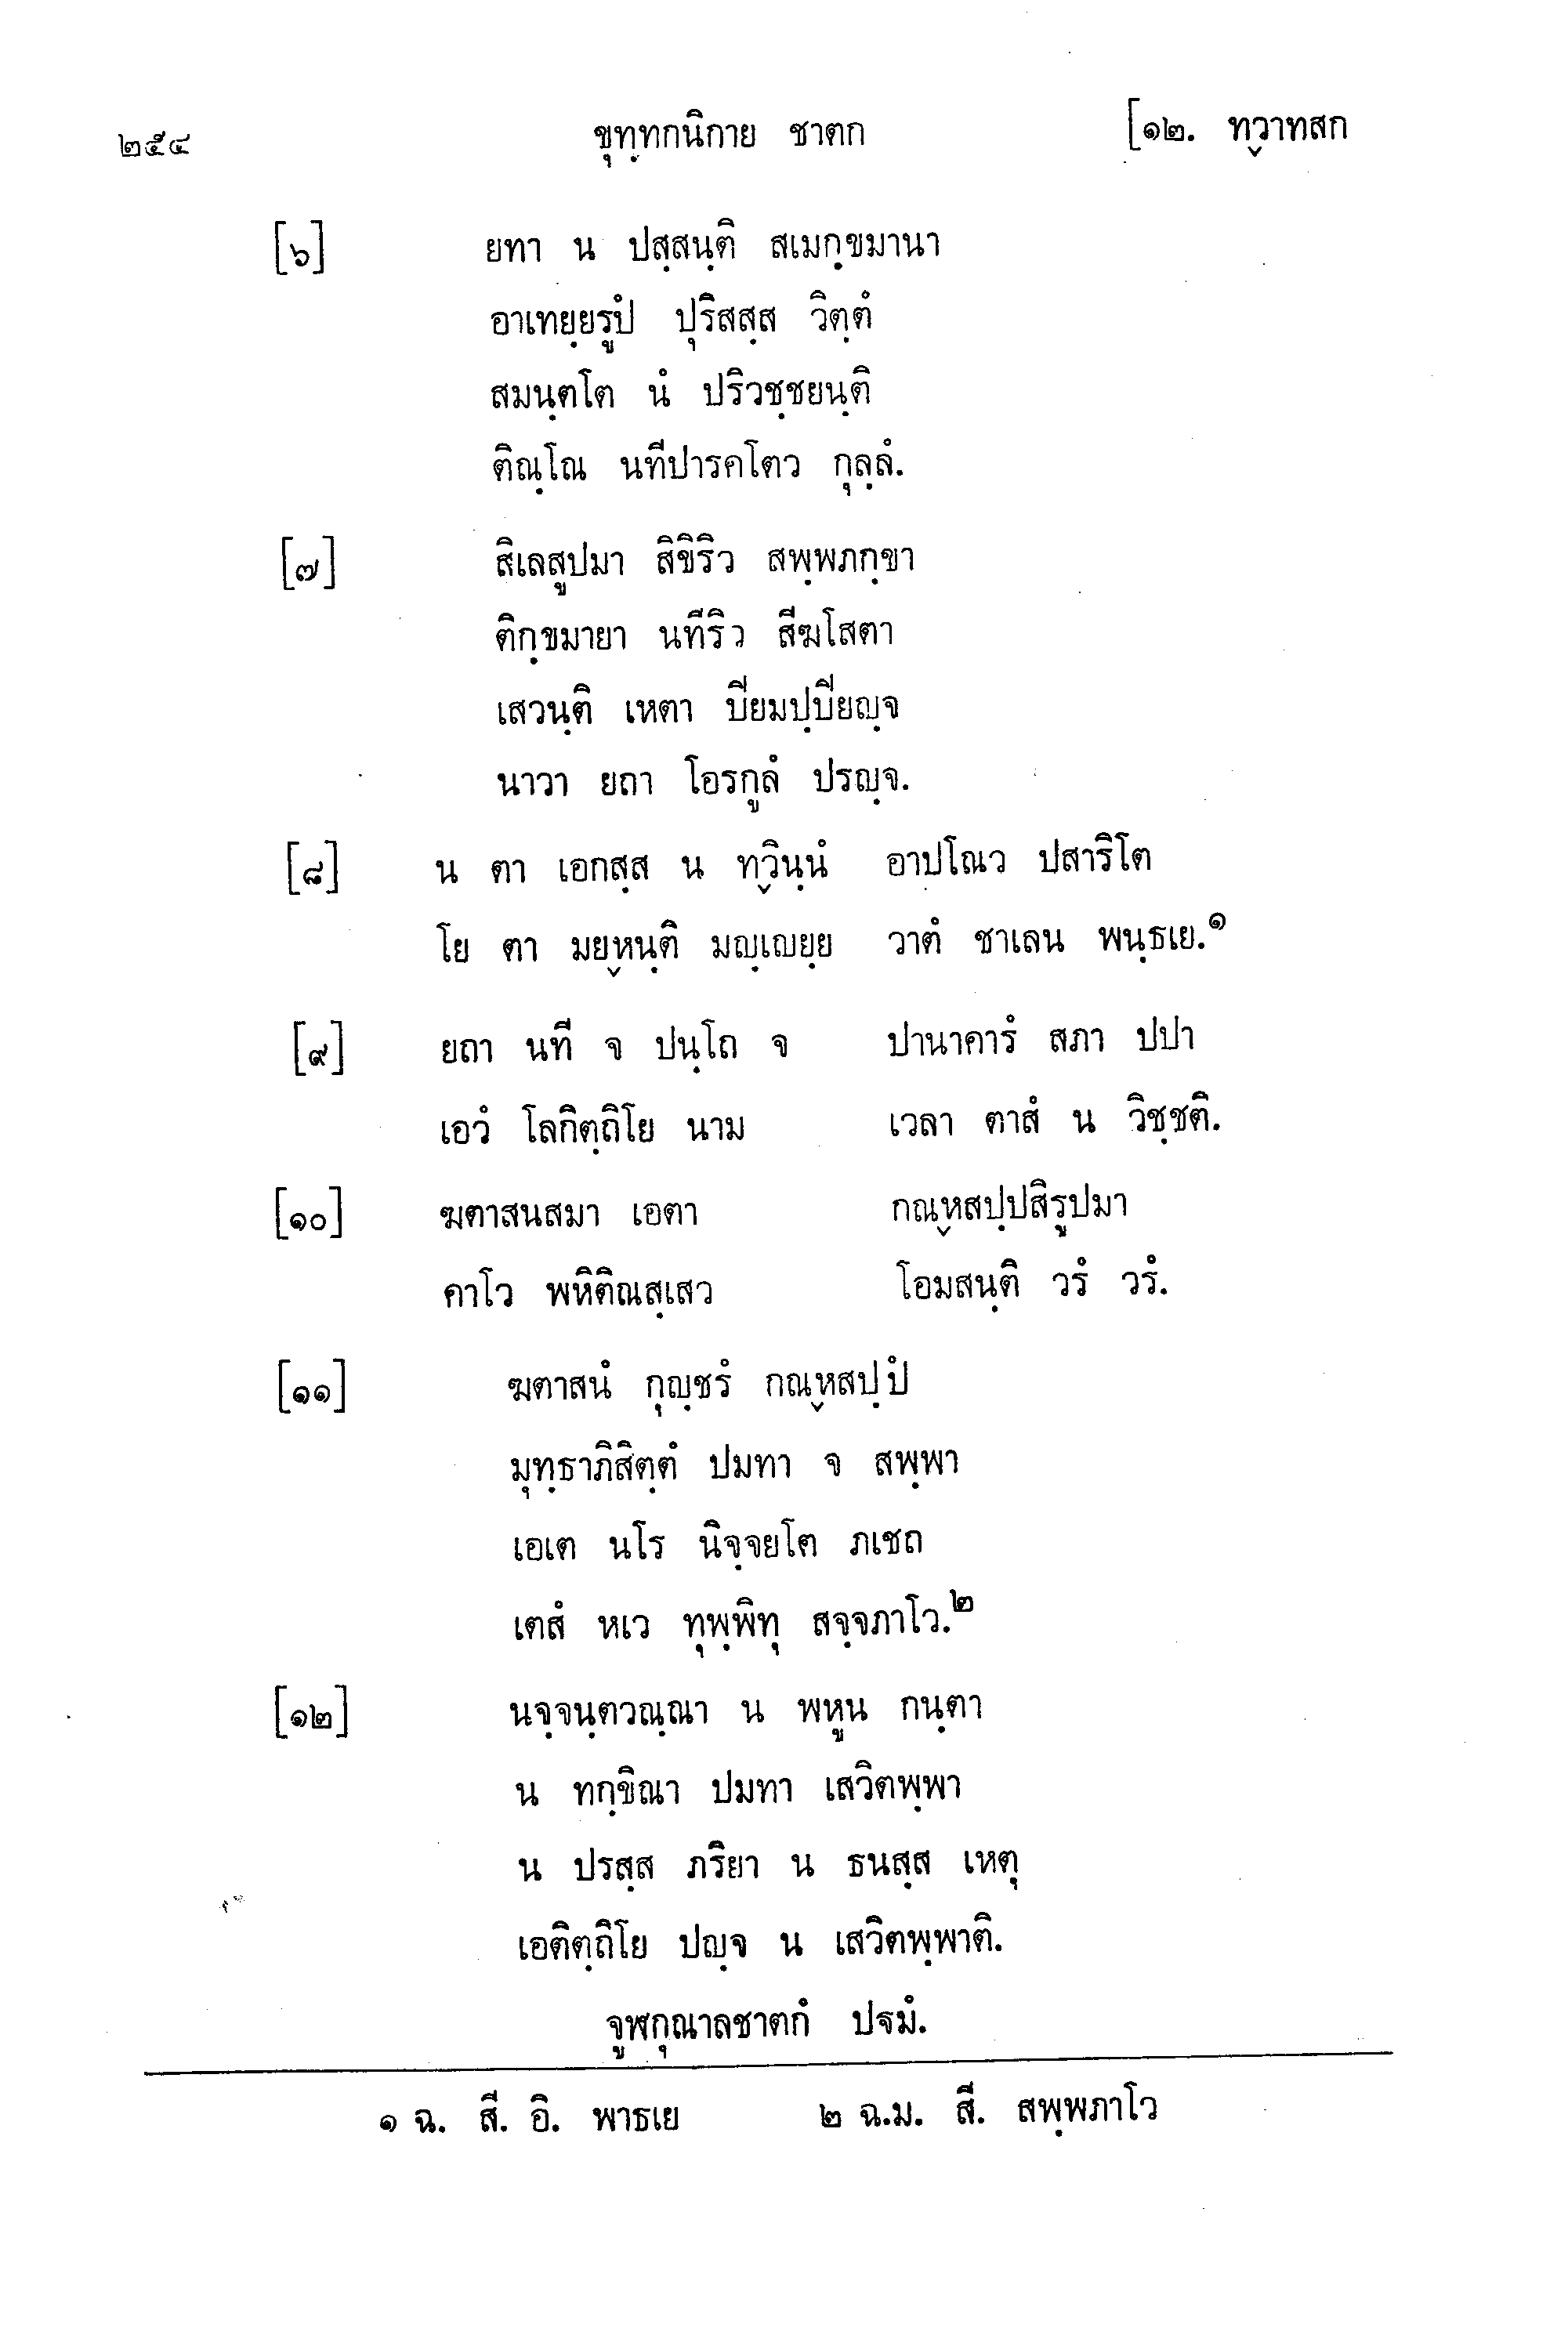 ๒๕๔ ขุทฺทกนิกาย ชาตก [๑๒. ทฺวาทสก
[๖] ยทา น ปสฺสนฺติ สเมกฺขมานา
อาเทยฺยรูปํ ปุริสสฺส วิตฺตํ
สมนฺตโต นํ ปริวชฺชยนฺติ
ติณฺโณ นทีปารคโตว กุลฺลํ.
[๗] สิเลสูปมา สิขิริว สพฺพภกฺขา
ติกฺขมายา นทีริว สีฆโสตา
เสวนฺติ เหตา ปิยมปฺปิยญฺจ
นาวา ยถา โอรกูลํ ปรญฺจ.
[๘] น ตา เอกสฺส น ทฺวินฺนํ อาปโณว ปสาริโต
โย ตา มยฺหนฺติ มญฺเญยฺย วาตํ ชาเลน พนฺธเย.๑
[๙] ยถา นที จ ปนฺโถ จ ปานาคารํ สภา ปปา
เอวํ โลกิตฺถิโย นาม เวลา ตาสํ น วิชฺชติ.
[๑๐] ฆตาสนสมา เอตา กณฺหสปฺปสิรูปมา
คาโว พหิติณสฺเสว โอมสนฺติ วรํ วรํ.
[๑๑] ฆตาสนํ กุญฺชรํ กณฺหสปฺปํ
มุทฺธาภิสิตฺตํ ปมทา จ สพฺพา
เอเต นโร นิจฺจยโต ภเชถ
เตสํ หเว ทุพฺพิทุ สจฺจภาโว.๒
[๑๒] นจฺจนฺตวณฺณา น พหูน กนฺตา
น ทกฺขิณา ปมทา เสวิตพฺพา
น ปรสฺส ภริยา น ธนสฺส เหตุ
เอติตฺถิโย ปญฺจ น เสวิตพฺพาติ.
จูฬกุณาลชาตกํ ปฐมํ.
๑ ฉ. สี. อิ. พาธเย ๒ ฉ.ม. สี. สพฺพภาโว